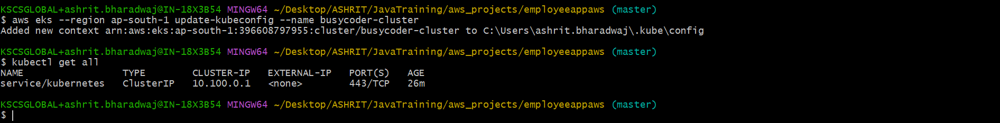 KSCSGLOBAL+ashrit.bharadwaj@IN-18X3B54 MINGW64 ~/Desktop/ASHRIT/JavaTraining/aws_projects/employeeappaws (master)
$ aws eks --region ap-south-1 update-kubeconfig --name busycoder-cluster
Added new context arn:aws:eks:ap-south-1:396608797955:cluster/busycoder-cluster to C:\Users\ashrit.bharadwaj\.kube\config
KSCSGLOBAL+ashrit.bharadwaj@IN-18X3B54 MINGW64 ~/Desktop/ASHRIT/JavaTraining/aws_projects/employeeappaws (master)
$ kubectl get all
NAME TYPE CLUSTER-IP EXTERNAL-IP PORT(S) AGE
service/kubernetes ClusterIP 10.100.0.1 <none> 443/TCP 26m
KSCSGLOBAL+ashrit.bharadwaj@IN-18X3B54 MINGW64 ~/Desktop/ASHRIT/JavaTraining/aws_projects/employeeappaws (master)
$